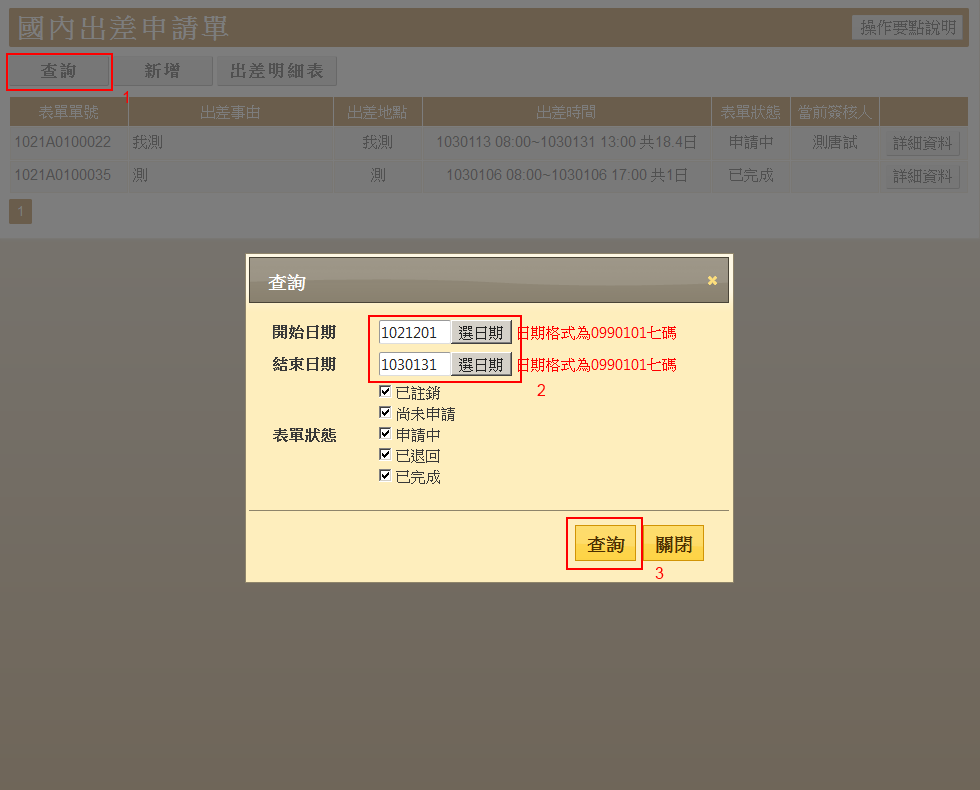 國內出差申請單 操作要點說明
查詢 新增 出差明細表
1
表單單號 出差事由 出差地點 出差時間 表單狀態 當前簽核人
1021A0100022 我測 我測 1030113 08:00~1030131 13:00 共18.4日 申請中 測唐試 詳細資料
1021A0100035 測 測 1030106 08:00~1030106 17:00 共1日 已完成 詳細資料
1
查詢
開始日期 1021201 選日期 日期格式為0990101七碼
結束日期 1030131 選日期 日期格式為0990101七碼
2
已註銷
尚未申請
表單狀態 申請中
已退回
已完成
查詢 關閉
3